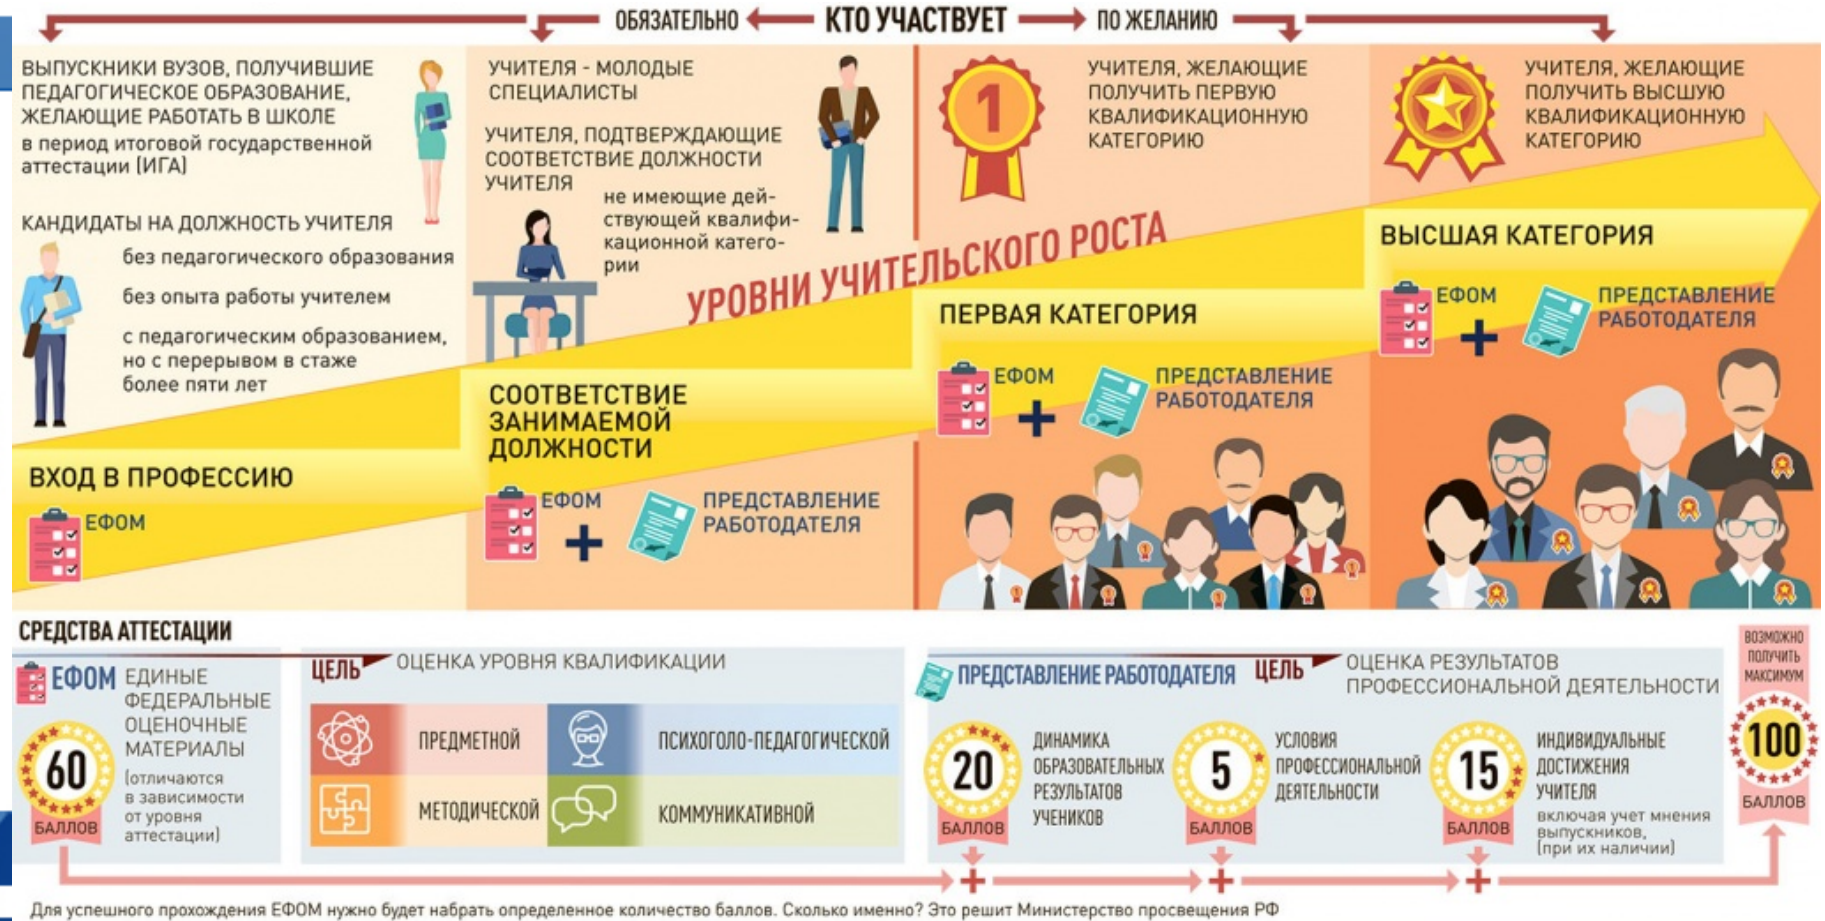 ОБЯЗАТЕЛЬНО
КТО УЧАСТВУЕТ
ПО ЖЕЛАНИЮ
ВЫПУСКНИКИ ВУЗОВ, ПОЛУЧИВШИЕ
ПЕДАГОГИЧЕСКОЕ ОБРАЗОВАНИЕ,
ЖЕЛАЮЩИЕ РАБОТАТЬ В ШКОЛЕ
в период итоговой государственной
аттестации (ИГА)
КАНДИДАТЫ НА ДОЛЖНОСТЬ УЧИТЕЛЯ
без педагогического образования
без опыта работы учителем
с педагогическим образованием,
но с перерывом в стаже
более пяти лет
УЧИТЕЛЯ - МОЛОДЫЕ
СПЕЦИАЛИСТЫ
УЧИТЕЛЯ, ПОДТВЕРЖДАЮЩИЕ
СООТВЕТСТВИЕ ДОЛЖНОСТИ
УЧИТЕЛЯ
не имеющие дей-
ствующей квалифи-
кационной катего-
рии
1
УЧИТЕЛЯ, ЖЕЛАЮЩИЕ
ПОЛУЧИТЬ ПЕРВУЮ
КВАЛИФИКАЦИОННУЮ
КАТЕГОРИЮ
УЧИТЕЛЯ, ЖЕЛАЮЩИЕ
ПОЛУЧИТЬ ВЫСШУЮ
КВАЛИФИКАЦИОННУЮ
КАТЕГОРИЮ
УРОВНИ УЧИТЕЛЬСКОГО РОСТА
ВХОД В ПРОФЕССИЮ
ЕФОМ
СООТВЕТСТВИЕ
ЗАНИМАЕМОЙ
ДОЛЖНОСТИ
ЕФОМ
+
ПРЕДСТАВЛЕНИЕ
РАБОТОДАТЕЛЯ
ПЕРВАЯ КАТЕГОРИЯ
ЕФОМ
+
ПРЕДСТАВЛЕНИЕ
РАБОТОДАТЕЛЯ
ВЫСШАЯ КАТЕГОРИЯ
ЕФОМ
+
ПРЕДСТАВЛЕНИЕ
РАБОТОДАТЕЛЯ
СРЕДСТВА АТТЕСТАЦИИ
ЕФОМ
ЕДИНЫЕ
ФЕДЕРАЛЬНЫЕ
ОЦЕНОЧНЫЕ
МАТЕРИАЛЫ
(отличаются
в зависимости
от уровня
аттестации)
60
БАЛЛОВ
ЦЕЛЬ
ОЦЕНКА УРОВНЯ КВАЛИФИКАЦИИ
ПРЕДМЕТНОЙ
ПСИХОГОЛО-ПЕДАГОГИЧЕСКОЙ
МЕТОДИЧЕСКОЙ
КОММУНИКАТИВНОЙ
ПРЕДСТАВЛЕНИЕ РАБОТОДАТЕЛЯ
ЦЕЛЬ
ОЦЕНКА РЕЗУЛЬТАТОВ
ПРОФЕССИОНАЛЬНОЙ ДЕЯТЕЛЬНОСТИ
20
БАЛЛОВ
ДИНАМИКА
ОБРАЗОВАТЕЛЬНЫХ
РЕЗУЛЬТАТОВ
УЧЕНИКОВ
5
БАЛЛОВ
УСЛОВИЯ
ПРОФЕССИОНАЛЬНОЙ
ДЕЯТЕЛЬНОСТИ
15
БАЛЛОВ
ИНДИВИДУАЛЬНЫЕ
ДОСТИЖЕНИЯ
УЧИТЕЛЯ
включая учет мнения
выпускников,
(при их наличии)
ВОЗМОЖНО
ПОЛУЧИТЬ
МАКСИМУМ
100
БАЛЛОВ
+
+
+
Для успешного прохождения ЕФОМ нужно будет набрать определенное количество баллов. Сколько именно? Это решит Министерство просвещения РФ